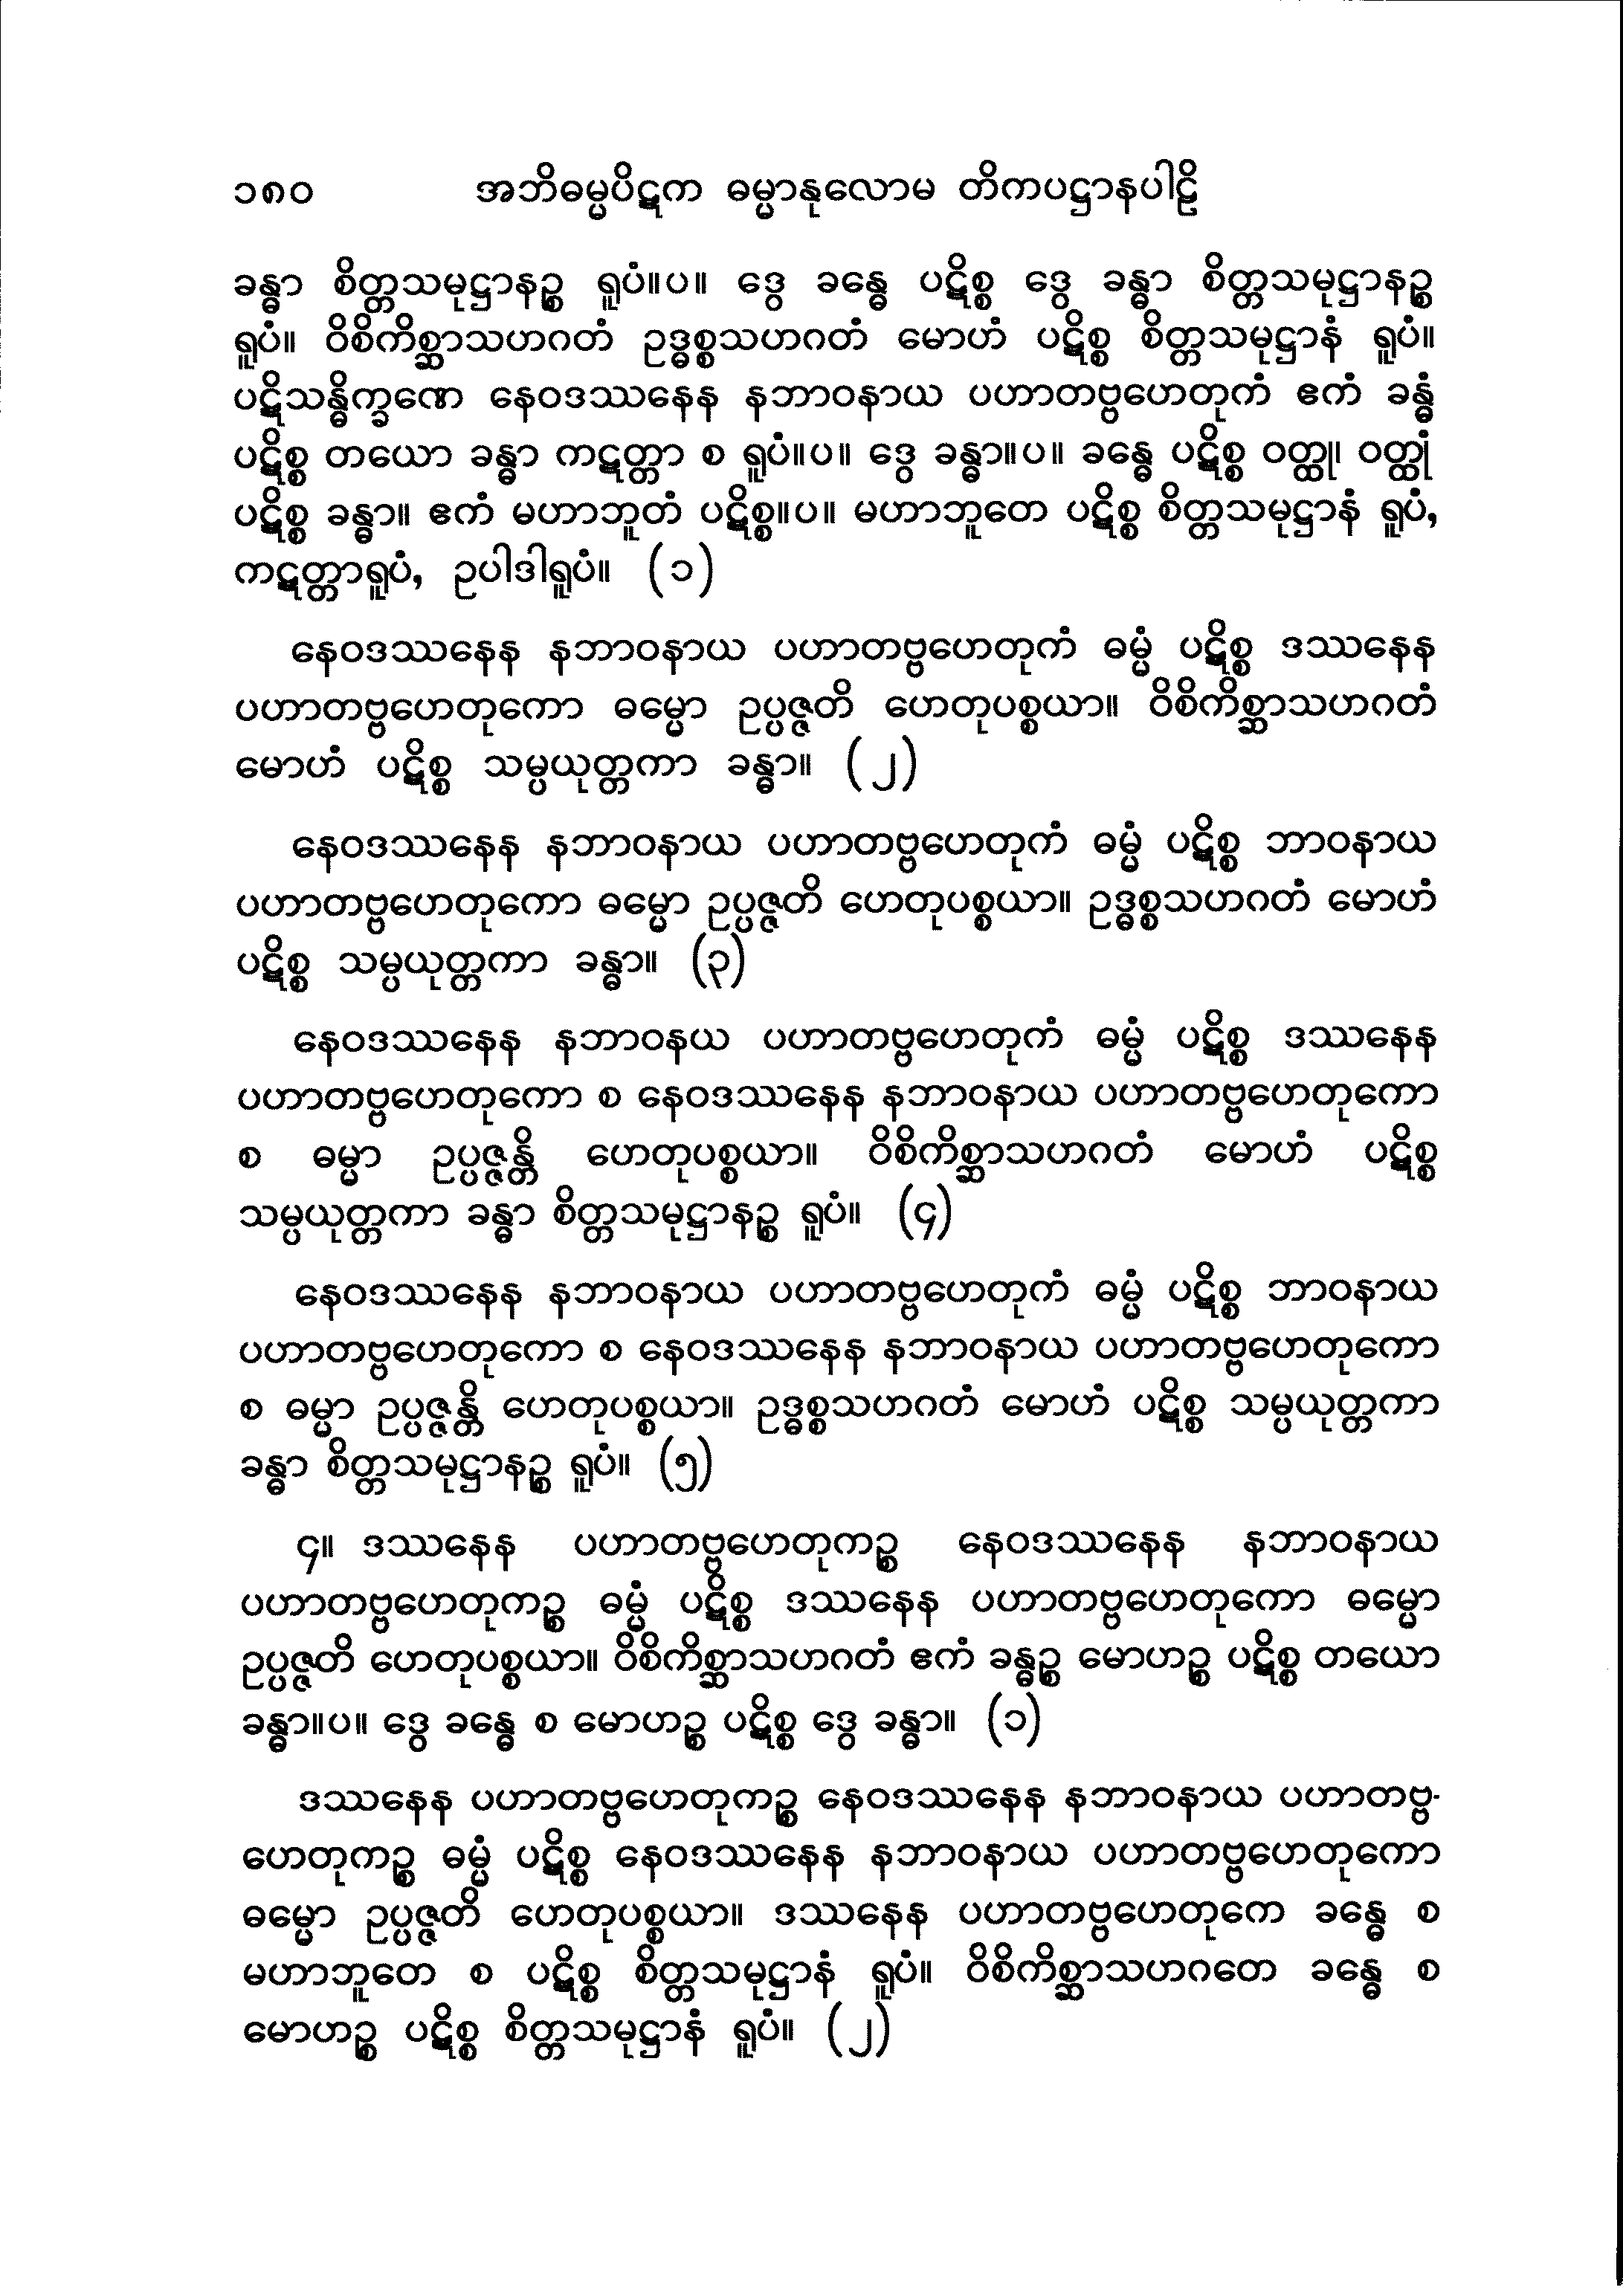 ၁၈၀ အဘိဓမ္မပိဋက ဓမ္မာနုလောမ တိကပဋ္ဌာနပါဠိ
ခန္ဓာ စိတ္တသမုဋ္ဌာနဉ္စ ရူပံ။ပ။ ဒွေ ခန္ဓေ ပဋိစ္စ ဒွေ ခန္ဓာ စိတ္တသမုဋ္ဌာနဉ္စ
ရူပံ။ ဝိစိကိစ္ဆာသဟဂတံ ဥဒ္ဓစ္စသဟဂတံ မောဟံ ပဋိစ္စ စိတ္တသမုဋ္ဌာနံ ရူပံ။
ပဋိသန္ဓိက္ခဏေ နေဝဒဿနေန နဘာဝနာယ ပဟာတဗ္ဗဟေတုကံ ဧကံ ခန္ဓံ
ပဋိစ္စ တယော ခန္ဓာ ကဋတ္တာ စ ရူပံ။ပ။ ဒွေ ခန္ဓာ။ပ။ ခန္ဓေ ပဋိစ္စ ဝတ္ထု၊ ဝတ္ထုံ
ပဋိစ္စ ခန္ဓာ။ ဧကံ မဟာဘူတံ ပဋိစ္စ။ပ။ မဟာဘူတေ ပဋိစ္စ စိတ္တသမုဋ္ဌာနံ ရူပံ,
ကဋတ္တာရူပံ, ဥပါဒါရူပံ။ (၁)
နေဝဒဿနေန နဘာဝနာယ ပဟာတဗ္ဗဟေတုကံ ဓမ္မံ ပဋိစ္စ ဒဿနေန
ပဟာတဗ္ဗဟေတုကော ဓမ္မော ဥပ္ပဇ္ဇတိ ဟေတုပစ္စယာ။ ဝိစိကိစ္ဆာသဟဂတံ
မောဟံ ပဋိစ္စ သမ္ပယုတ္တကာ ခန္ဓာ။ (၂)
နေဝဒဿနေန နဘာဝနာယ ပဟာတဗ္ဗဟေတုကံ ဓမ္မံ ပဋိစ္စ ဘာဝနာယ
ပဟာတဗ္ဗဟေတုကော ဓမ္မော ဥပ္ပဇ္ဇတိ ဟေတုပစ္စယာ။ ဥဒ္ဓစ္စသဟဂတံ မောဟံ
ပဋိစ္စ သမ္ပယုတ္တကာ ခန္ဓာ။ (၃)
နေဝဒဿနေန နဘာဝနယ ပဟာတဗ္ဗဟေတုကံ ဓမ္မံ ပဋိစ္စ ဒဿနေန
ပဟာတဗ္ဗဟေတုကော စ နေဝဒဿနေန နဘာဝနာယ ပဟာတဗ္ဗဟေတုကော
စ ဓမ္မာ ဥပ္ပဇ္ဇန္တိ ဟေတုပစ္စယာ။ ဝိစိကိစ္ဆာသဟဂတံ မောဟံ ပဋိစ္စ
သမ္ပယုတ္တကာ ခန္ဓာ စိတ္တသမုဋ္ဌာနဉ္စ ရူပံ။ (၄)
နေဝဒဿနေန နဘာဝနာယ ပဟာတဗ္ဗဟေတုကံ ဓမ္မံ ပဋိစ္စ ဘာဝနာယ
ပဟာတဗ္ဗဟေတုကော စ နေဝဒဿနေန နဘာဝနာယ ပဟာတဗ္ဗဟေတုကော
စ ဓမ္မာ ဥပ္ပဇ္ဇန္တိ ဟေတုပစ္စယာ။ ဥဒ္ဓစ္စသဟဂတံ မောဟံ ပဋိစ္စ သမ္ပယုတ္တကာ
ခန္ဓာ စိတ္တသမုဋ္ဌာနဉ္စ ရူပံ။ (၅)
၄။ ဒဿနေန ပဟာတဗ္ဗဟေတုကဉ္စ နေဝဒဿနေန နဘာဝနာယ
ပဟာတဗ္ဗဟေတုကဉ္စ ဓမ္မံ ပဋိစ္စ ဒဿနေန ပဟာတဗ္ဗဟေတုကော ဓမ္မော
ဥပ္ပဇ္ဇတိ ဟေတုပစ္စယာ။ ဝိစိကိစ္ဆာသဟဂတံ ဧကံ ခန္ဓဉ္စ မောဟဉ္စ ပဋိစ္စ တယော
ခန္ဓာ။ပ။ ဒွေ ခန္ဓေ စ မောဟဉ္စ ပဋိစ္စ ဒွေ ခန္ဓာ။ (၁)
ဒဿနေန ပဟာတဗ္ဗဟေတုကဉ္စ နေဝဒဿနေန နဘာဝနာယ ပဟာတဗ္ဗ-
ဟေတုကဉ္စ ဓမ္မံ ပဋိစ္စ နေဝဒဿနေန နဘာဝနာယ ပဟာတဗ္ဗဟေတုကော
ဓမ္မော ဥပ္ပဇ္ဇတိ ဟေတုပစ္စယာ။ ဒဿနေန ပဟာတဗ္ဗဟေတုကေ ခန္ဓေ စ
မဟာဘူတေ စ ပဋိစ္စ စိတ္တသမုဋ္ဌာနံ ရူပံ။ ဝိစိကိစ္ဆာသဟဂတေ ခန္ဓေ စ
မောဟဉ္စ ပဋိစ္စ စိတ္တသမုဋ္ဌာနံ ရူပံ။ (၂)